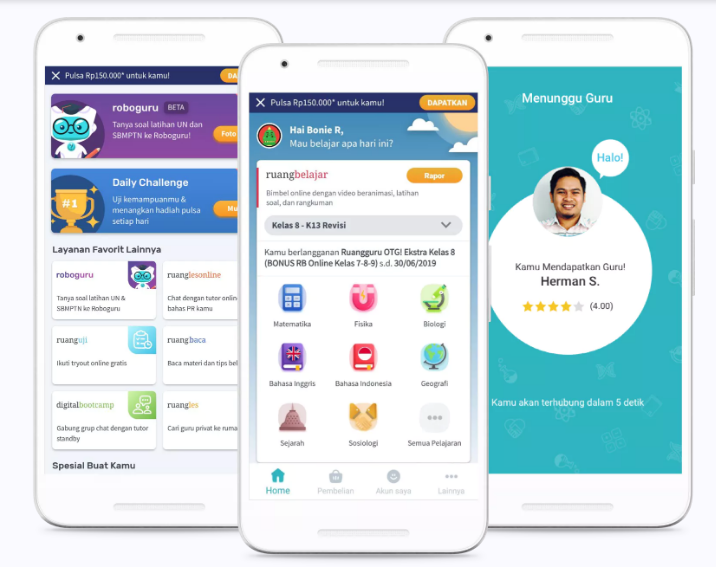 Pulsa Rp150.000* untuk kamu!
roboguru BETA
Tanya soal latihan UN dan
SBMPTN ke Roboguru!
Foto
Daily Challenge
Uji kemampuanmu &
menangkan hadiah pulsa
setiap hari
#1
Layanan Favorit Lainnya
roboguru
Tanya soal latihan UN &
SBMPTN ke Roboguru
ruanglesonline
Chat dengan tutor
bahas PR kamu
ruanguji
Ikuti tryout online gratis
ruangbaca
Baca materi dan tips
digitalbootcamp
Gabung grup chat dengan tutor
standby
ruangles
Cari guru privat ke
Spesial Buat Kamu
Pulsa Rp150.000* untuk kamu!
DAPATKAN
Hai Bonie R,
Mau belajar apa hari ini?
ruangbelajar
Rapor
Bimbel online dengan video beranimasi, latihan
soal, dan rangkuman
Kelas 8 - K13 Revisi
Kamu berlangganan Ruangguru OTG! Ekstra Kelas 8
(BONUS RB Online Kelas 7-8-9) s.d. 30/06/2019
Matematika
Fisika
Biologi
Bahasa Inggris
Bahasa Indonesia
Geografi
Sejarah
Sosiologi
Semua Pelajaran
Home
Pembelian
Akun saya
Lainnya
Menunggu Guru
Halo!
Kamu Mendapatkan Guru!
Herman S.
(4.00)
Kamu akan terhubung dalam 5 detik